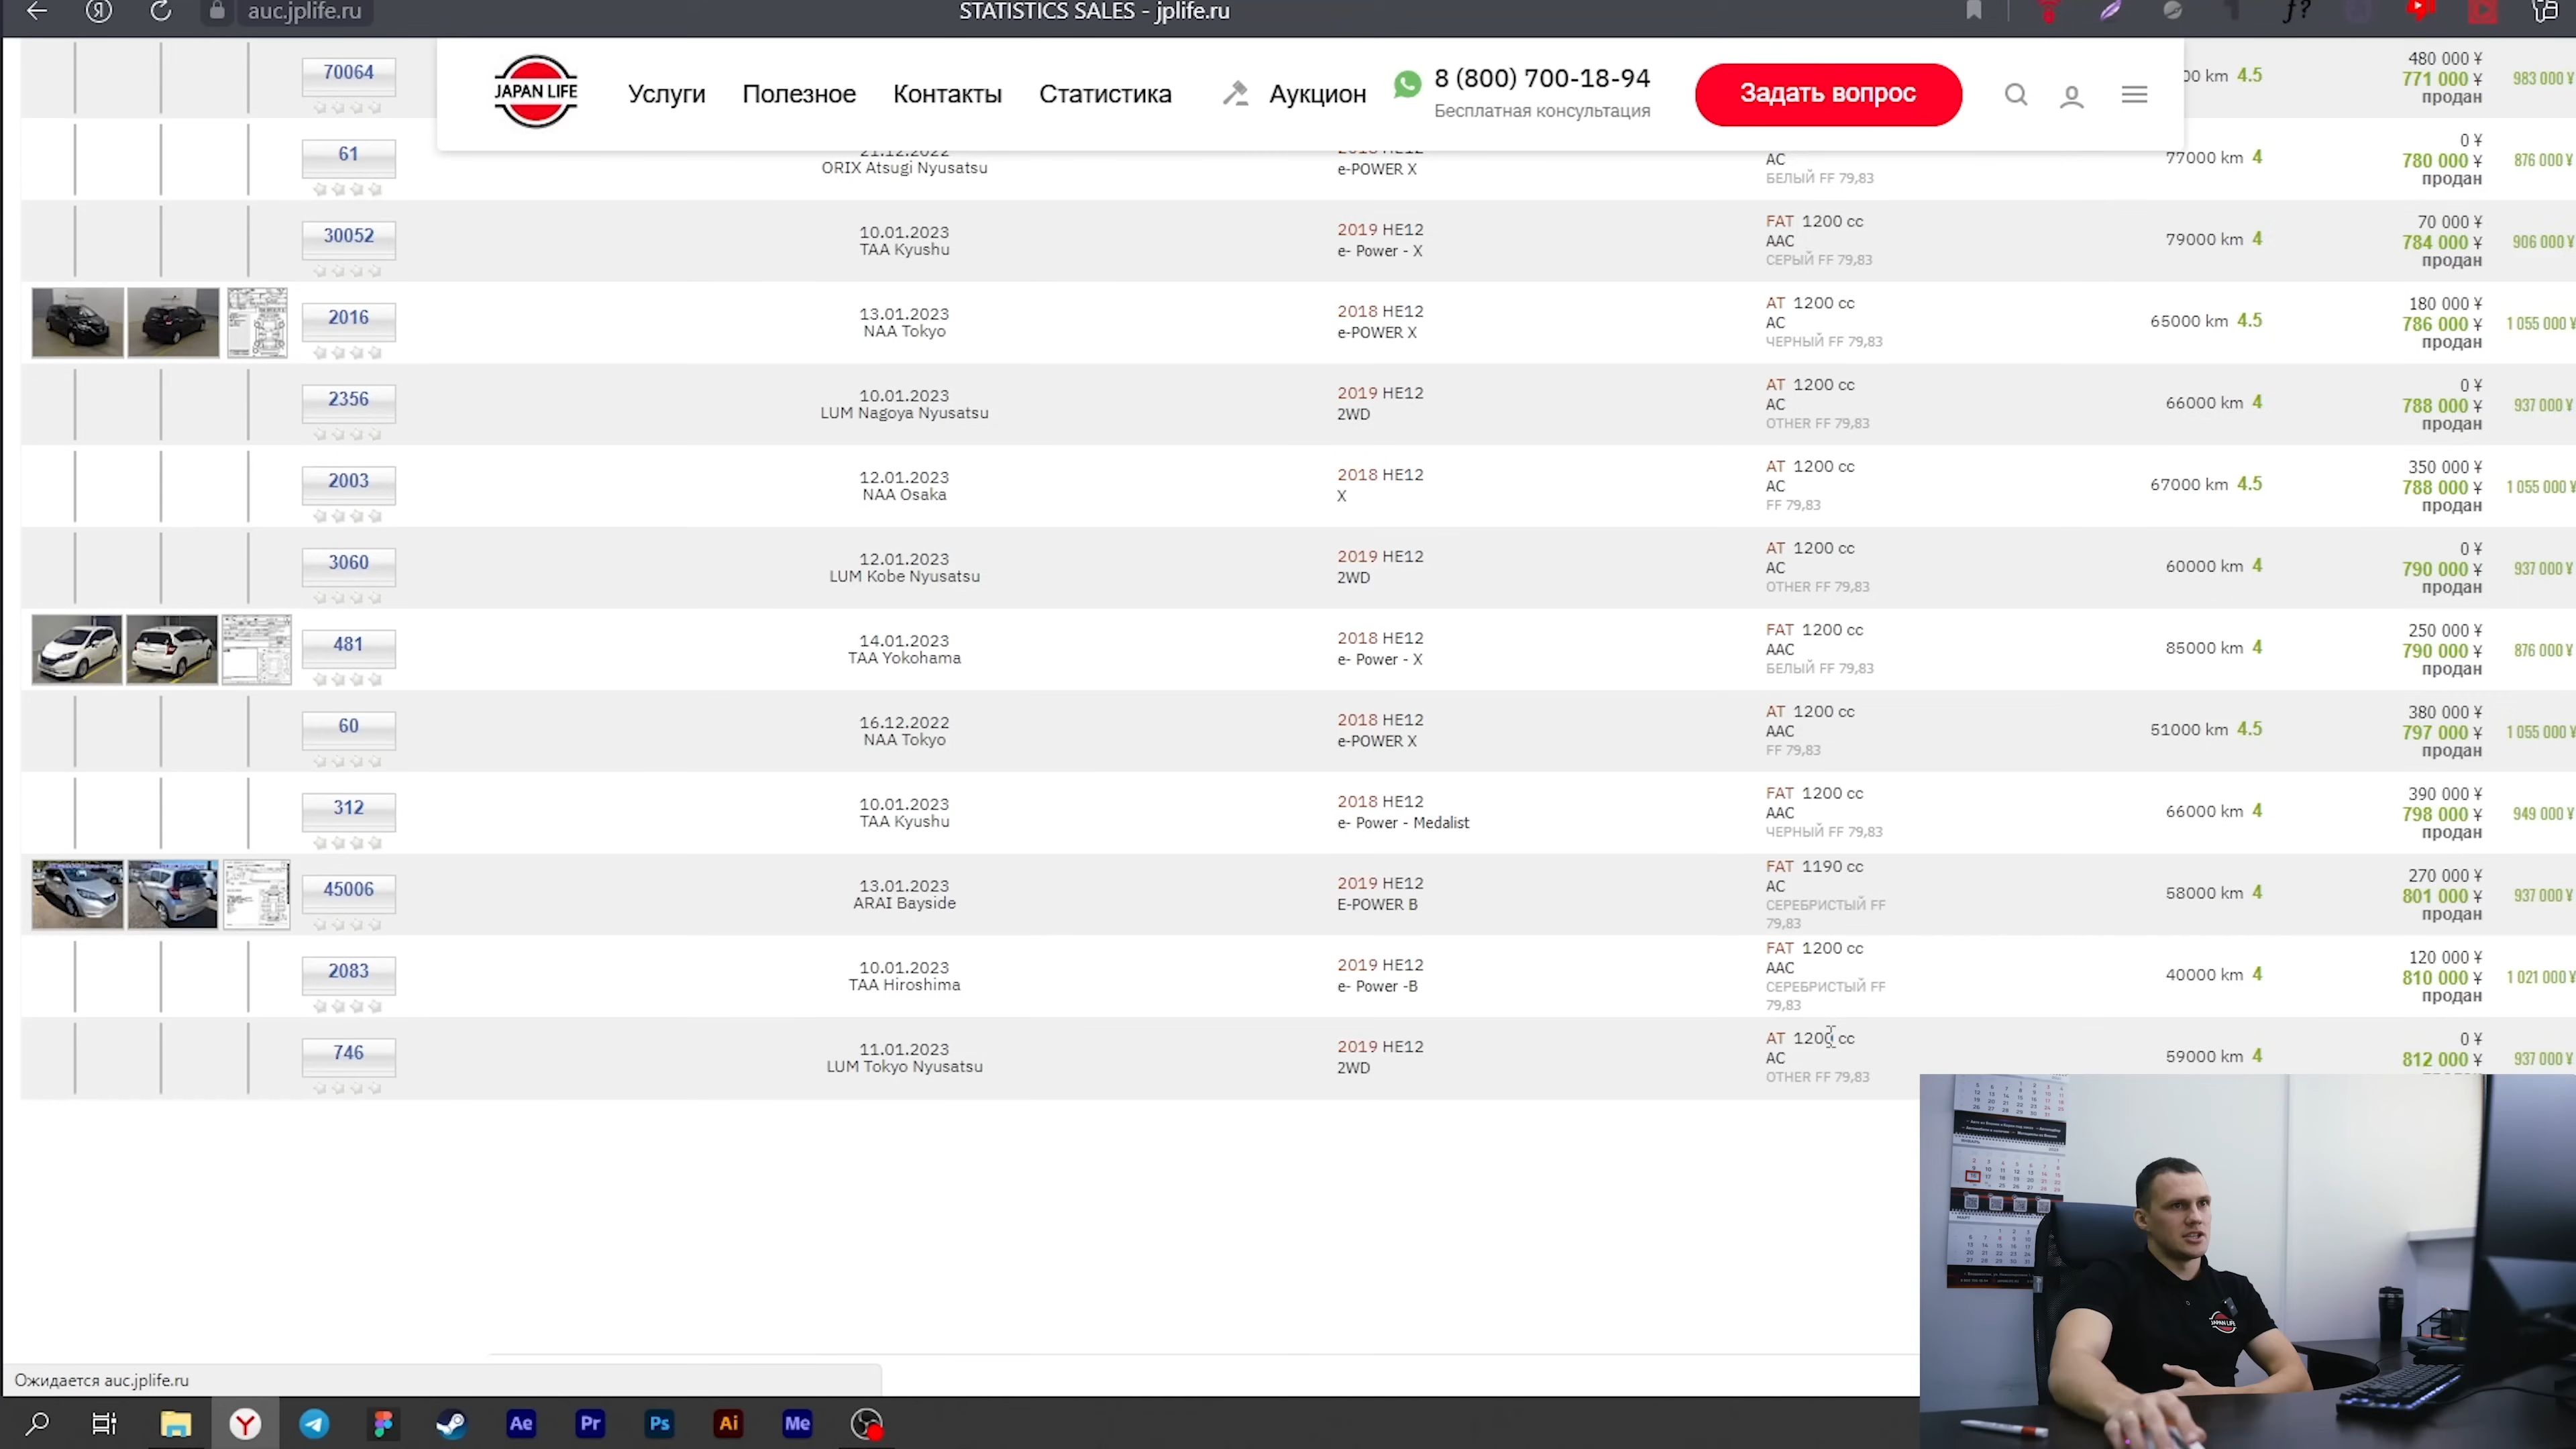 auc.jplife.ru
STATISTICS SALES - jplife.ru
JAPAN LIFE
Услуги
Полезное
Контакты
Статистика
Аукцион
8 (800) 700-18-94
Бесплатная консультация
Задать вопрос
70064
00 km 4.5
480 000 ¥
771 000 ¥
продан
983 000 ¥
61
21.12.2022
ORIX Atsugi Nyusatsu
2018 HE12
e-POWER X
AC
БЕЛЫЙ FF 79,83
77000 km 4
0 ¥
780 000 ¥
продан
876 000 ¥
30052
10.01.2023
TAA Kyushu
2019 HE12
e- Power - X
FAT 1200 cc
AAC
СЕРЫЙ FF 79,83
79000 km 4
70 000 ¥
784 000 ¥
продан
906 000 ¥
2016
13.01.2023
NAA Tokyo
2018 HE12
e-POWER X
AT 1200 cc
AC
ЧЕРНЫЙ FF 79,83
65000 km 4.5
180 000 ¥
786 000 ¥
продан
1 055 000 ¥
2356
10.01.2023
LUM Nagoya Nyusatsu
2019 HE12
2WD
AT 1200 cc
AC
OTHER FF 79,83
66000 km 4
0 ¥
788 000 ¥
продан
937 000 ¥
2003
12.01.2023
NAA Osaka
2018 HE12
X
AT 1200 cc
AC
FF 79,83
67000 km 4.5
350 000 ¥
788 000 ¥
продан
1 055 000 ¥
3060
12.01.2023
LUM Kobe Nyusatsu
2019 HE12
2WD
AT 1200 cc
AC
OTHER FF 79,83
60000 km 4
0 ¥
790 000 ¥
продан
937 000 ¥
481
14.01.2023
TAA Yokohama
2018 HE12
e- Power - X
FAT 1200 cc
AAC
БЕЛЫЙ FF 79,83
85000 km 4
250 000 ¥
790 000 ¥
продан
876 000 ¥
60
16.12.2022
NAA Tokyo
2018 HE12
e-POWER X
AT 1200 cc
AAC
FF 79,83
51000 km 4.5
380 000 ¥
797 000 ¥
продан
1 055 000 ¥
312
10.01.2023
TAA Kyushu
2018 HE12
e- Power - Medalist
FAT 1200 cc
AAC
ЧЕРНЫЙ FF 79,83
66000 km 4
390 000 ¥
798 000 ¥
продан
949 000 ¥
45006
13.01.2023
ARAI Bayside
2019 HE12
E-POWER B
FAT 1190 cc
AC
СЕРЕБРИСТЫЙ FF
79,83
58000 km 4
270 000 ¥
801 000 ¥
продан
937 000 ¥
2083
10.01.2023
TAA Hiroshima
2019 HE12
e- Power -B
FAT 1200 cc
AAC
СЕРЕБРИСТЫЙ FF
79,83
40000 km 4
120 000 ¥
810 000 ¥
продан
1 021 000 ¥
746
11.01.2023
LUM Tokyo Nyusatsu
2019 HE12
2WD
AT 1200 cc
AC
OTHER FF 79,83
59000 km 4
0 ¥
812 000 ¥
937 000 ¥
JAPAN LIFE
Ожидается auc.jplife.ru
Ae
Pr
Ps
Ai
Me